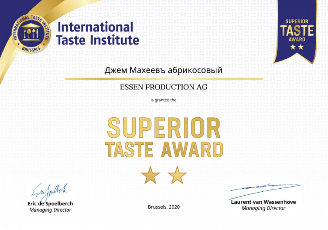 International
Taste Institute
SUPERIOR
TASTE
AWARD
BRUSSELS
Джем Махеевъ абрикосовый
ESSEN PRODUCTION AG
is granted the
SUPERIOR
TASTE AWARD
Eric de Spoelberch
Managing Director
Brussels, 2020
Laurent van Wassenhove
Managing Director